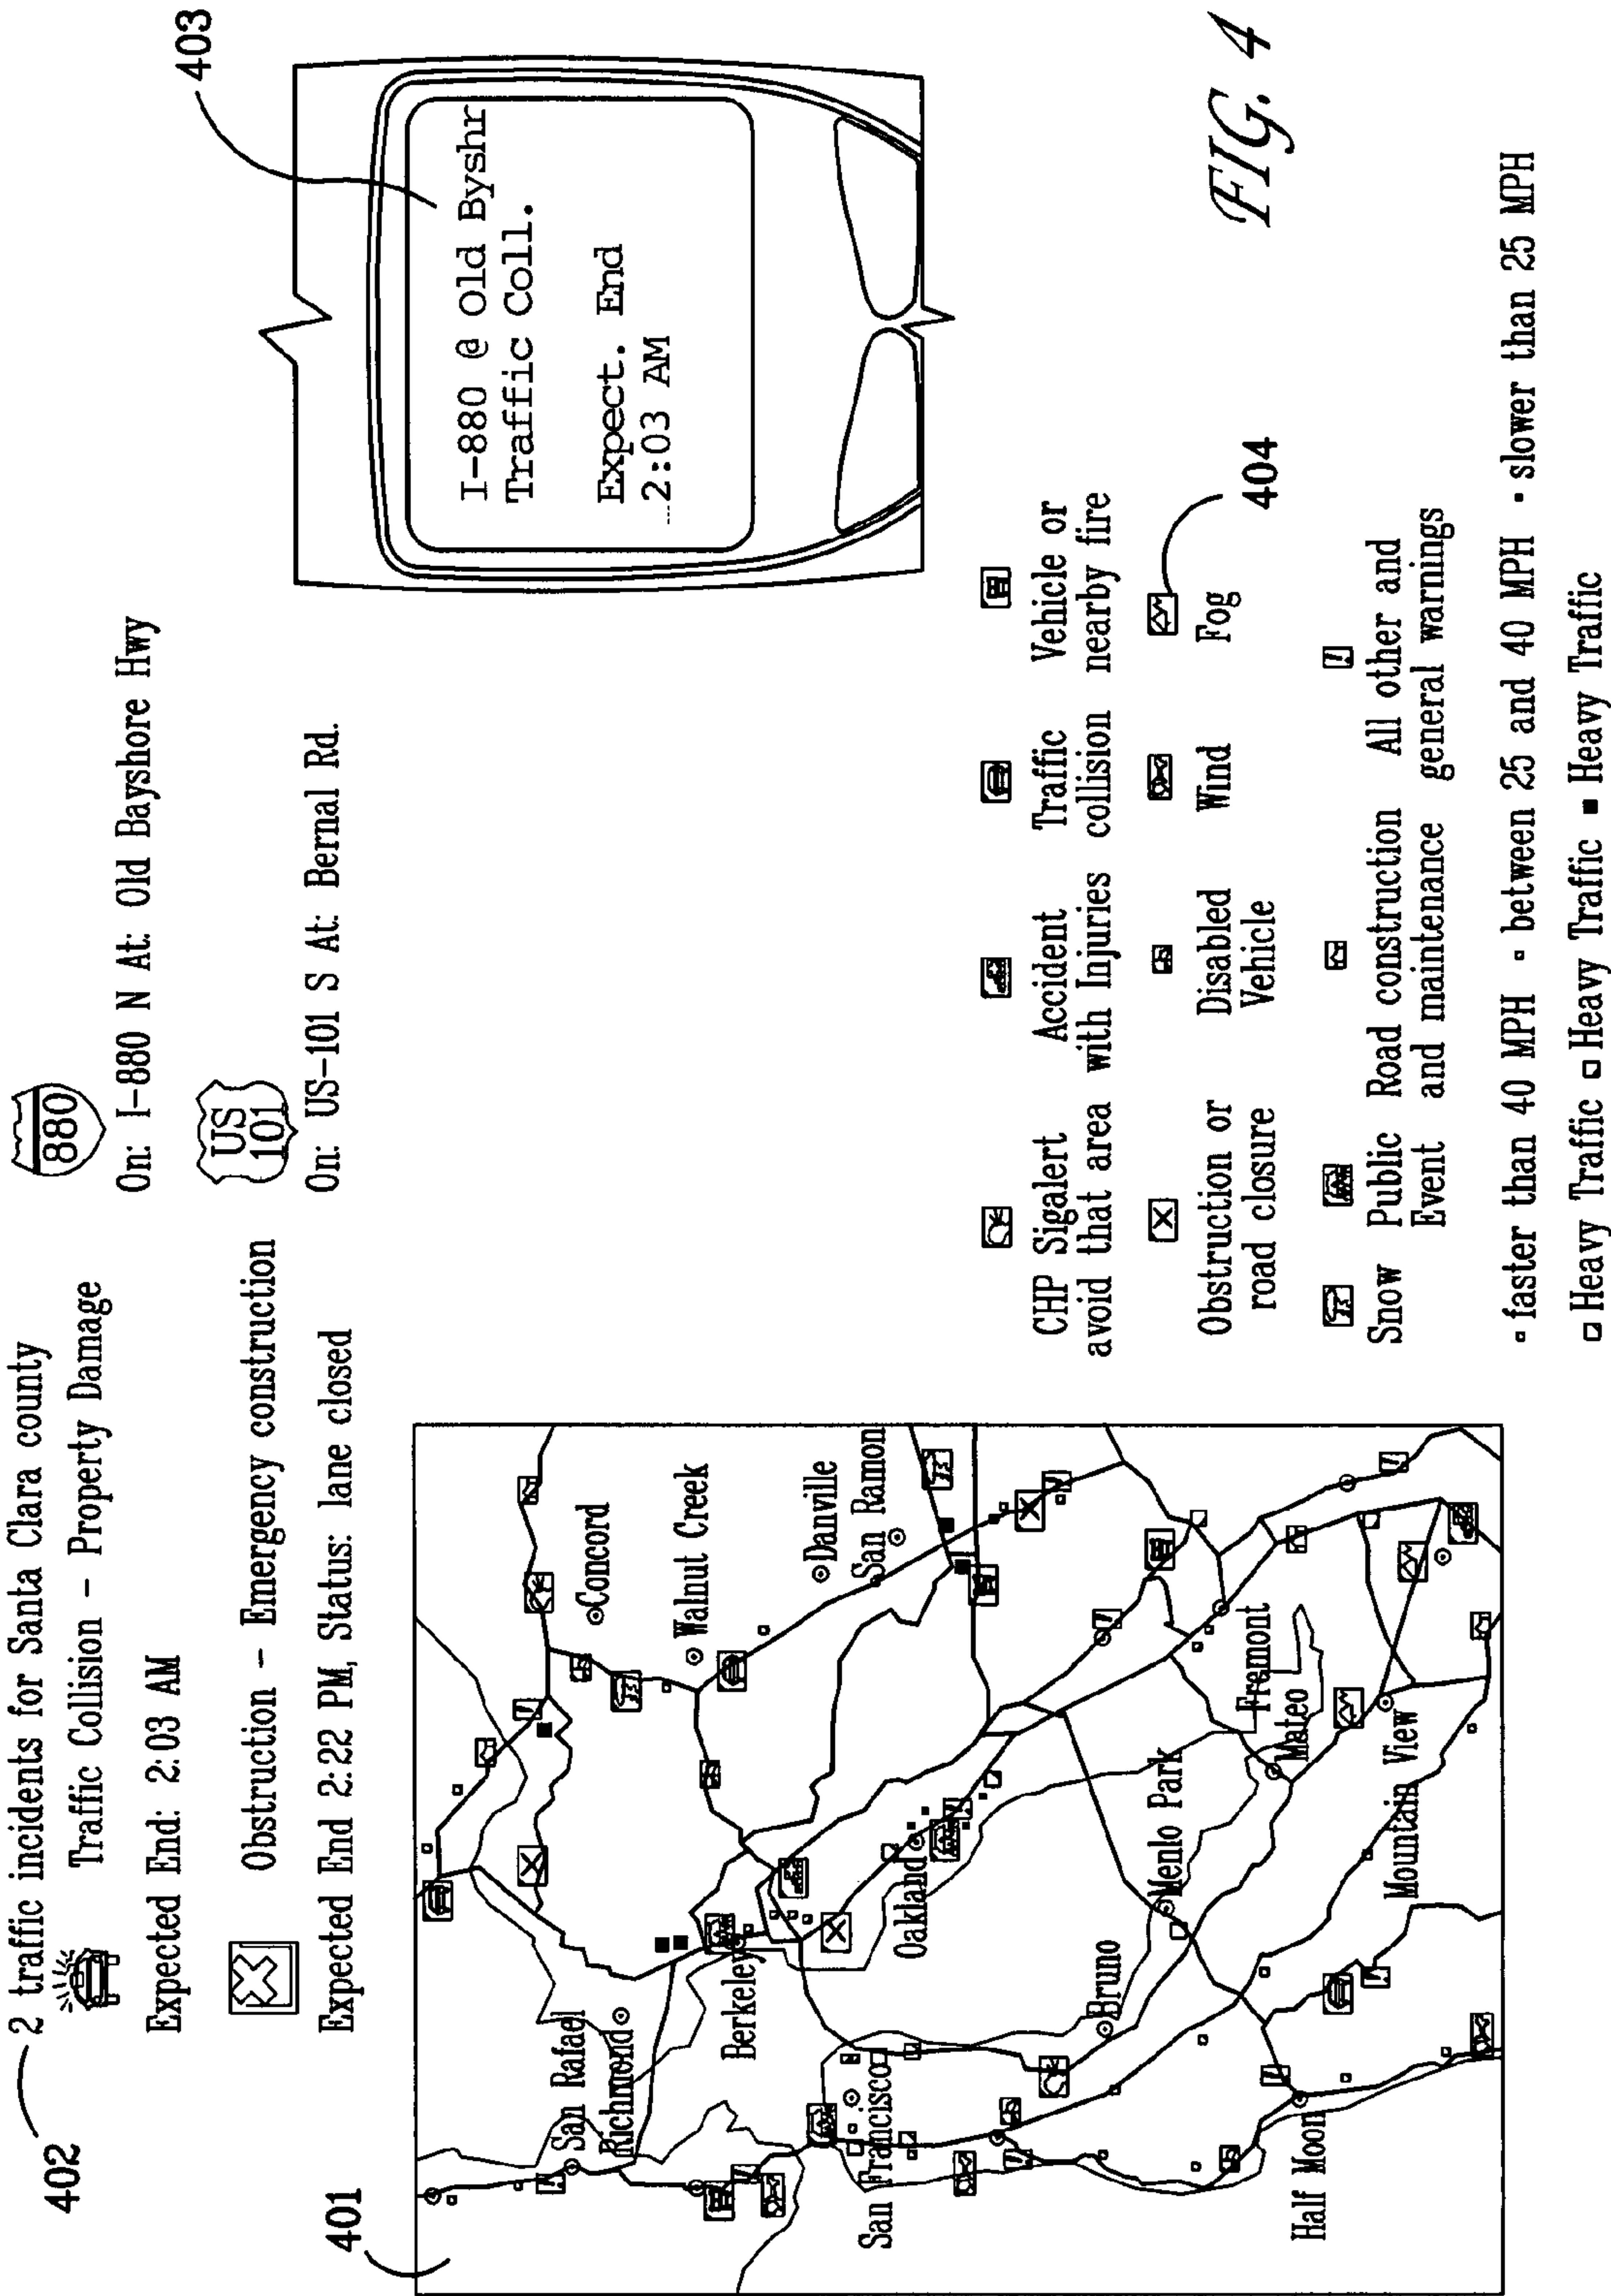 402
2 traffic incidents for Santa Clara county
Traffic Collision - Property Damage
880
Expected End: 2:03 AM
On: I-880 N At: Old Bayshore Hwy
Obstruction - Emergency construction
US
101
Expected End 2:22 PM, Status: lane closed
On: US-101 S At: Bernal Rd.
401
San Rafael
Richmond
Concord
Walnut Creek
Berkeley
Danville
San Ramon
San Francisco
Oakland
Bruno
Menlo Park
Fremont
Mateo
Half Moon
Mountain View
403
I-880 @ Old Byshr
Traffic Coll.
Expect. End
2:03 AM
CHP Sigalert
avoid that area
Accident
with Injuries
Traffic
collision
Vehicle or
nearby fire
Obstruction or
road closure
Disabled
Vehicle
Wind
Fog
404
Snow
Public
Event
Road construction
and maintenance
All other and
general warnings
faster than 40 MPH between 25 and 40 MPH slower than 25 MPH
Heavy Traffic Heavy Traffic Heavy Traffic
FIG. 4